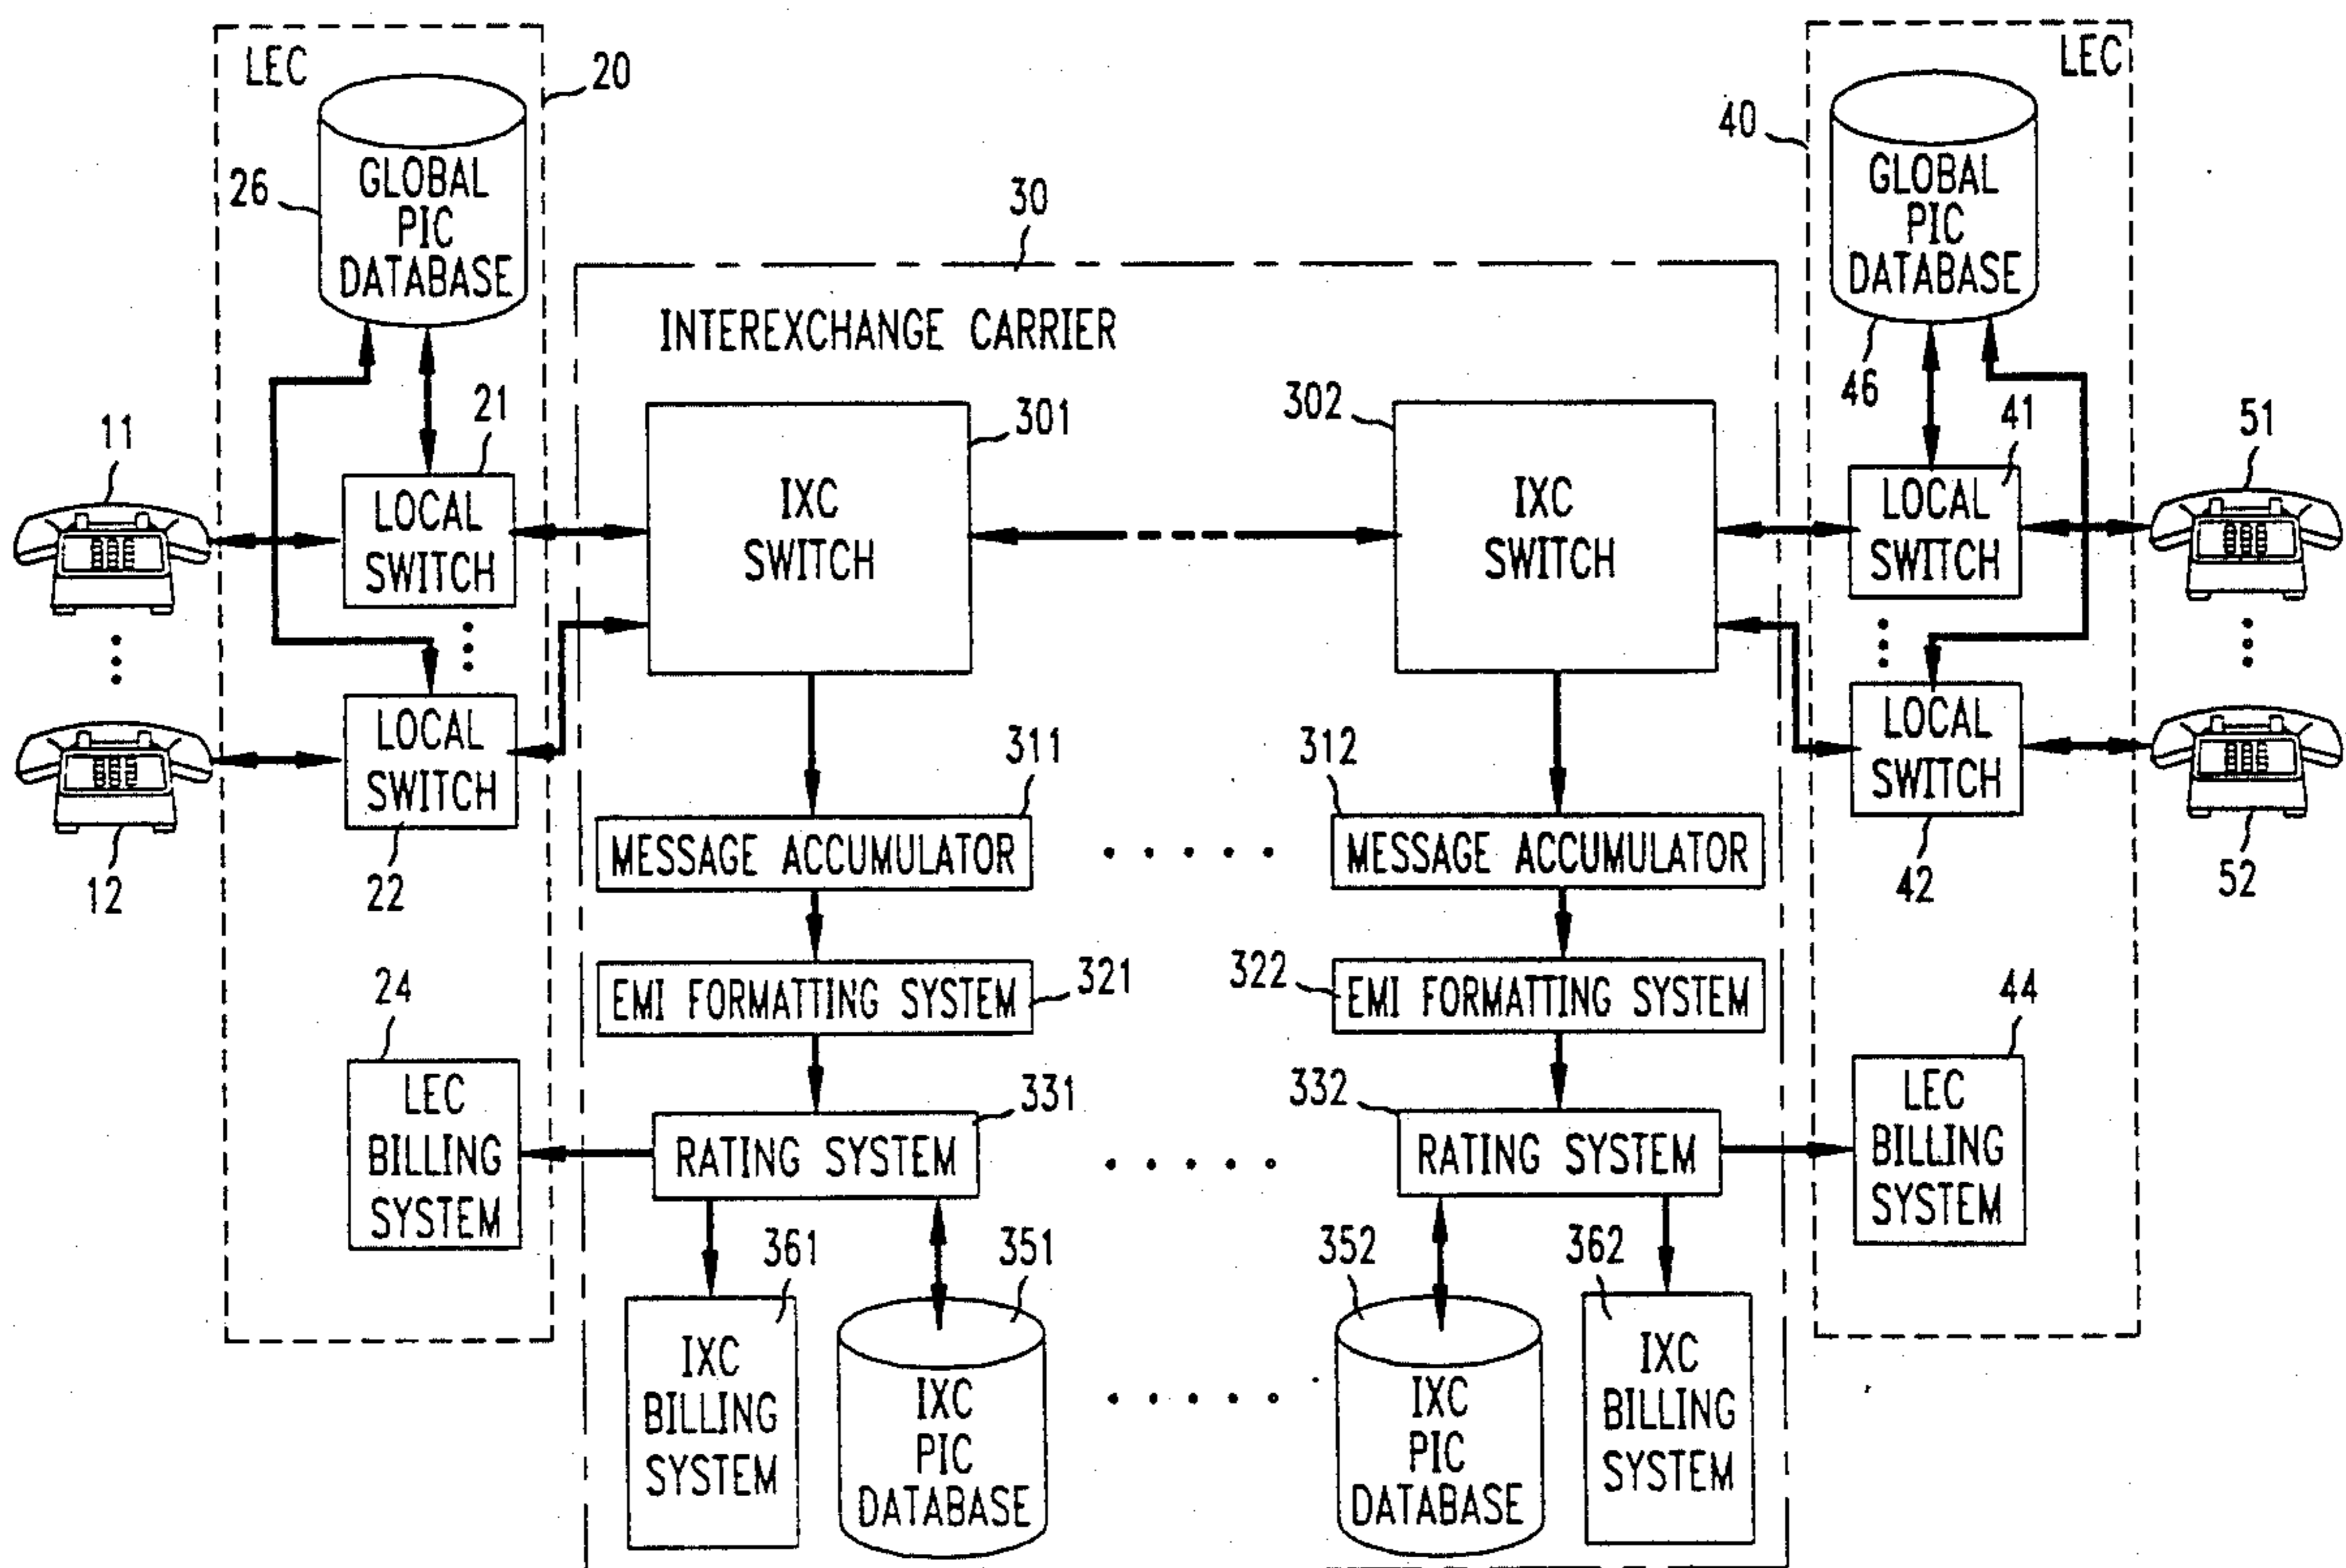 LEC
20
GLOBAL
PIC
DATABASE
26
LEC
40
GLOBAL
PIC
DATABASE
46
30
INTEREXCHANGE CARRIER
11
21
LOCAL
SWITCH
301
IXC
SWITCH
302
IXC
SWITCH
41
LOCAL
SWITCH
51
12
LOCAL
SWITCH
22
LOCAL
SWITCH
42
52
311
MESSAGE ACCUMULATOR
312
MESSAGE ACCUMULATOR
EMI FORMATTING SYSTEM
321
322
EMI FORMATTING SYSTEM
24
LEC
BILLING
SYSTEM
331
RATING SYSTEM
332
RATING SYSTEM
44
LEC
BILLING
SYSTEM
361
IXC
BILLING
SYSTEM
351
IXC
PIC
DATABASE
352
IXC
PIC
DATABASE
362
IXC
BILLING
SYSTEM